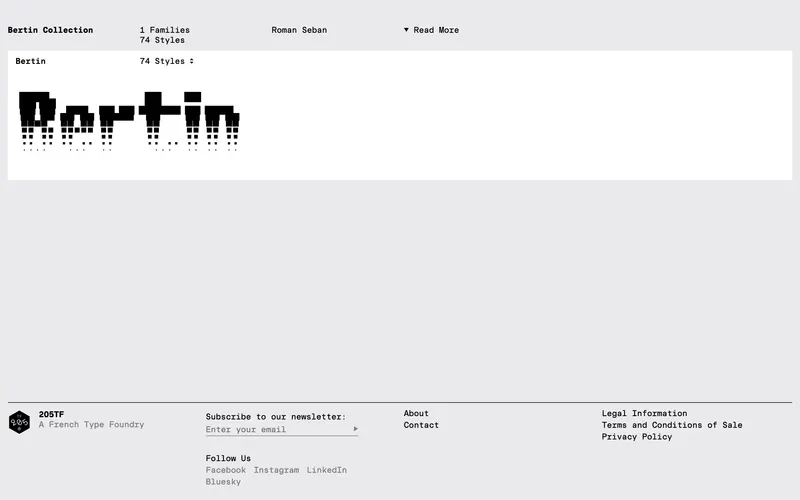 Bertin Collection
1 Families
74 Styles
Roman Seban
▼ Read More
Bertin
74 Styles
Bertin
205
205TF
A French Type Foundry
Subscribe to our newsletter:
Enter your email
Follow Us
Facebook Instagram LinkedIn
Bluesky
About
Contact
Legal Information
Terms and Conditions of Sale
Privacy Policy